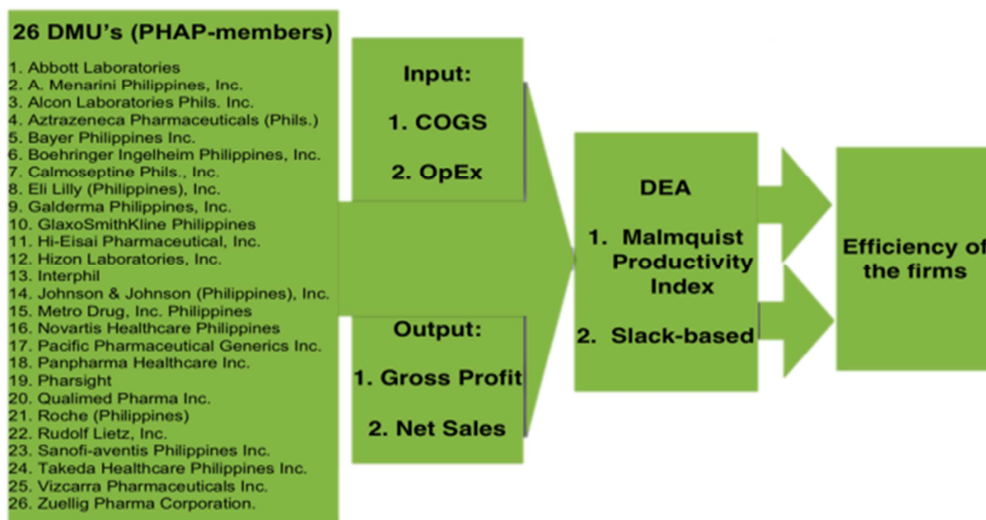 26 DMU's (PHAP-members)
1. Abbott Laboratories
2. A. Menarini Philippines, Inc.
3. Alcon Laboratories Phils. Inc.
4. Aztrazeneca Pharmaceuticals (Phils.)
5. Bayer Philippines Inc.
6. Boehringer Ingelheim Philippines, Inc.
7. Calmoseptine Phils., Inc.
8. Eli Lilly (Philippines), Inc.
9. Galderma Philippines, Inc.
10. GlaxoSmithKline Philippines
11. Hi-Eisai Pharmaceutical, Inc.
12. Hizon Laboratories, Inc.
13. Interphil
14. Johnson & Johnson (Philippines), Inc.
15. Metro Drug, Inc. Philippines
16. Novartis Healthcare Philippines
17. Pacific Pharmaceutical Generics Inc.
18. Panpharma Healthcare Inc.
19. Pharsight
20. Qualimed Pharma Inc.
21. Roche (Philippines)
22. Rudolf Lietz, Inc.
23. Sanofi-aventis Philippines Inc.
24. Takeda Healthcare Philippines Inc.
25. Vizcarra Pharmaceuticals Inc.
26. Zuellig Pharma Corporation.
Input:
1. COGS
2. OpEx
Output:
1. Gross Profit
2. Net Sales
DEA
1. Malmquist
Productivity
Index
2. Slack-based
Efficiency of
the firms